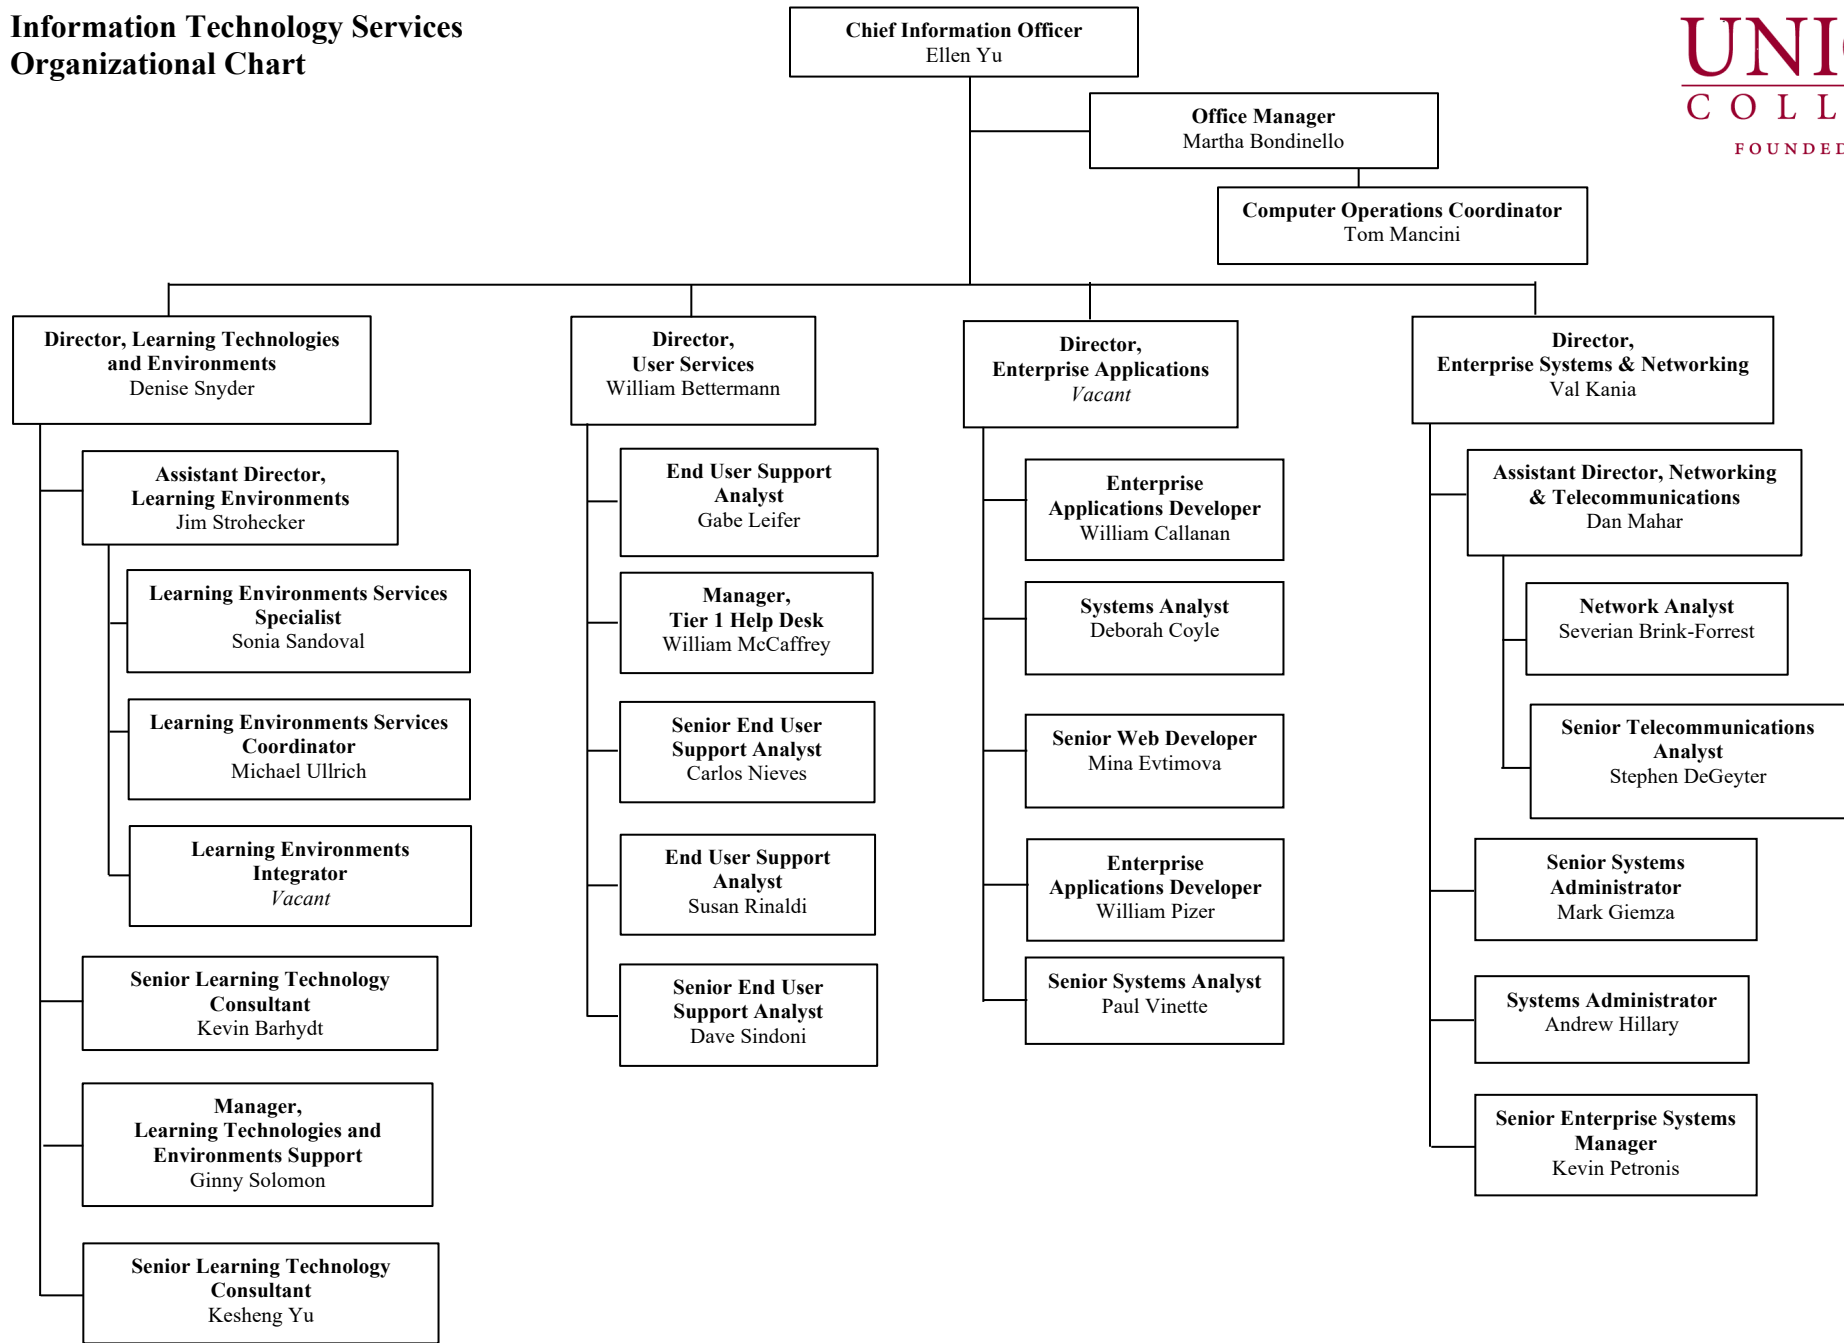 Information Technology Services
Organizational Chart
Chief Information Officer
Ellen Yu
UNI
COLL
FOUNDED
Office Manager
Martha Bondinello
Computer Operations Coordinator
Tom Mancini
Director, Learning Technologies
and Environments
Denise Snyder
Assistant Director,
Learning Environments
Jim Strohecker
Learning Environments Services
Specialist
Sonia Sandoval
Learning Environments Services
Coordinator
Michael Ullrich
Learning Environments
Integrator
Vacant
Senior Learning Technology
Consultant
Kevin Barhydt
Manager,
Learning Technologies and
Environments Support
Ginny Solomon
Senior Learning Technology
Consultant
Kesheng Yu
Director,
User Services
William Bettermann
End User Support
Analyst
Gabe Leifer
Manager,
Tier 1 Help Desk
William McCaffrey
Senior End User
Support Analyst
Carlos Nieves
End User Support
Analyst
Susan Rinaldi
Senior End User
Support Analyst
Dave Sindoni
Director,
Enterprise Applications
Vacant
Enterprise
Applications Developer
William Callanan
Systems Analyst
Deborah Coyle
Senior Web Developer
Mina Evtimova
Enterprise
Applications Developer
William Pizer
Senior Systems Analyst
Paul Vinette
Director,
Enterprise Systems & Networking
Val Kania
Assistant Director, Networking
& Telecommunications
Dan Mahar
Network Analyst
Severian Brink-Forrest
Senior Telecommunications
Analyst
Stephen DeGeyter
Senior Systems
Administrator
Mark Giemza
Systems Administrator
Andrew Hillary
Senior Enterprise Systems
Manager
Kevin Petronis